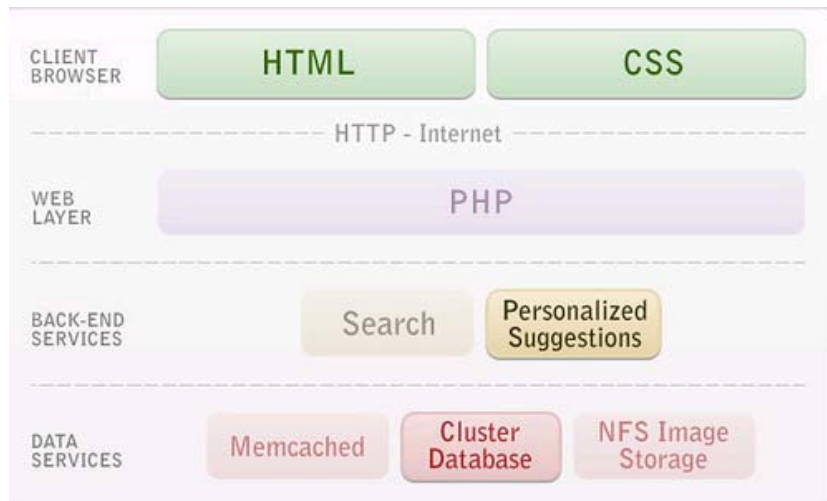 CLIENT
BROWSER
HTML
CSS
HTTP - Internet
WEB
LAYER
PHP
BACK-END
SERVICES
Search
Personalized
Suggestions
DATA
SERVICES
Memcached
Cluster
Database
NFS Image
Storage